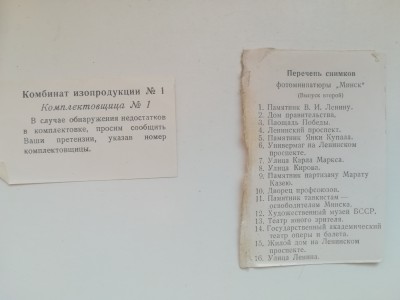 Комбинат изопродукции № 1
Комплектовщица № 1
В случае обнаружения недостатков
в комплектовке, просим сообщить
Ваши претензии, указав номер
комплектовщицы.
Перечень снимков
фотоминиатюры „Минск“
(Выпуск второй)
1. Памятник В. И. Ленину.
2. Дом правительства.
3. Площадь Победы.
4. Ленинский проспект.
5. Памятник Янки Купала.
6. Универмаг на Ленинском
проспекте.
7. Улица Карла Маркса.
8. Улица Кирова.
9. Памятник партизану Марату
Казею.
10. Дворец профсоюзов.
11. Памятник танкистам —
освободителям Минска.
12. Художественный музей БССР.
13. Театр юного зрителя.
14. Государственный академический
театр оперы и балета.
15. Жилой дом на Ленинском
проспекте.
16. Улица Ленина.